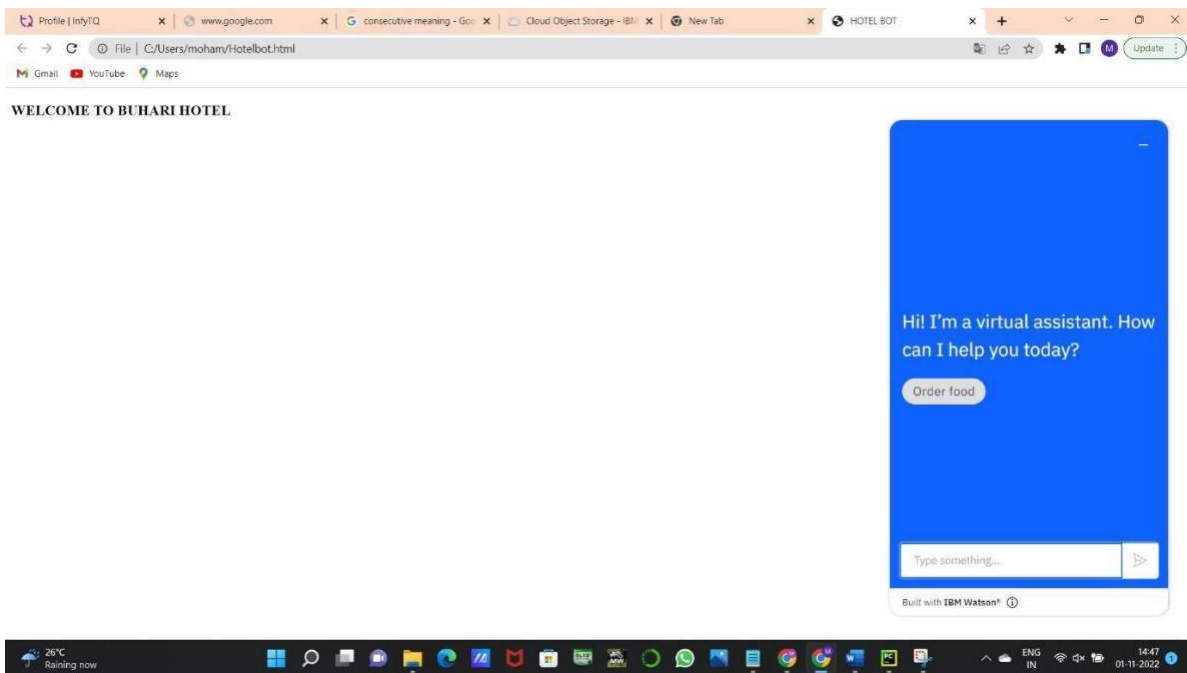 Profile | InfyTQ
www.google.com
consecutive meaning - Goo
Cloud Object Storage - IBM
New Tab
HOTEL BOT
File | C:/Users/moham/Hotelbot.html
M
Update
Gmail
YouTube
Maps
WELCOME TO BUHARI HOTEL
Hi! I'm a virtual assistant. How
can I help you today?
Order food
Type something...
Built with IBM Watson®
26°C
Raining now
ENG
IN
14:47
01-11-2022
1